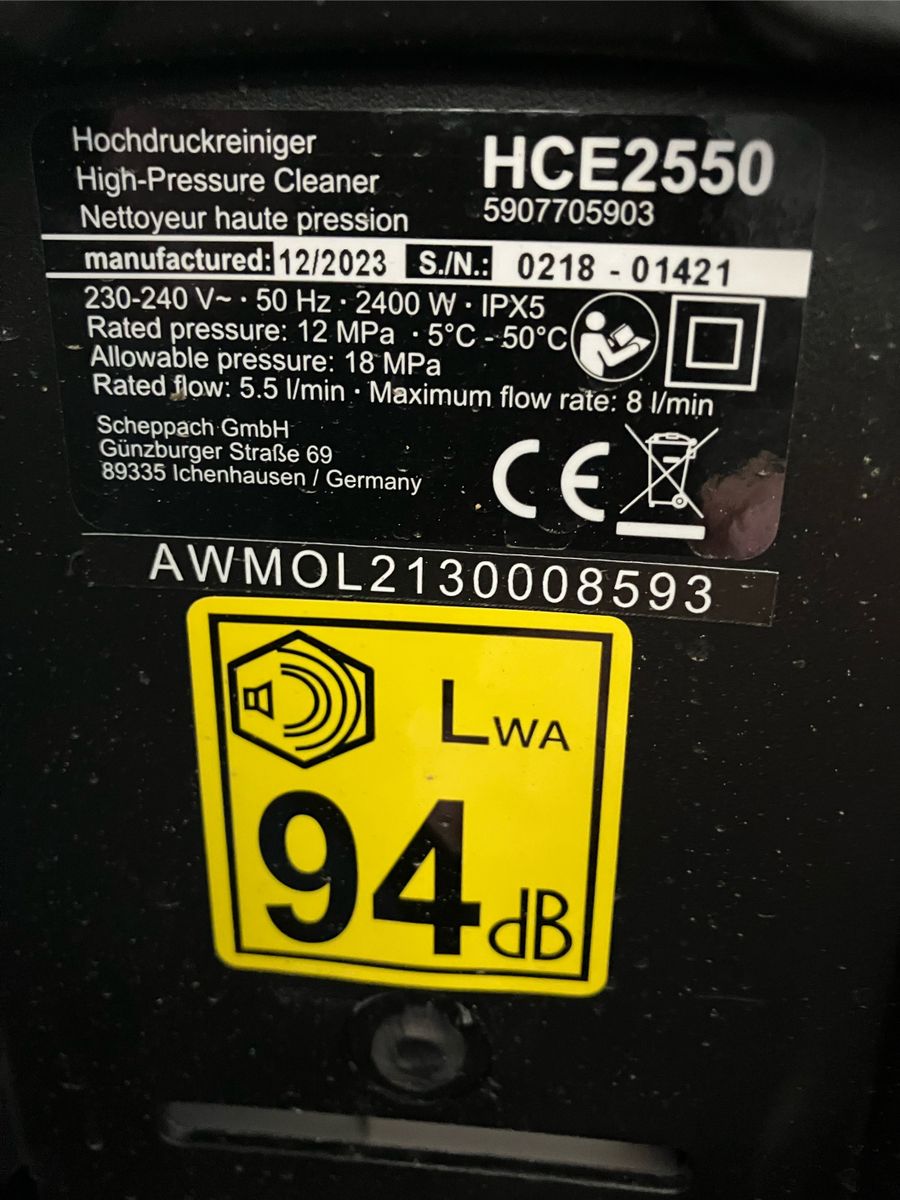 Hochdruckreiniger
High-Pressure Cleaner
Nettoyeur haute pression
HCE2550
5907705903
manufactured: 12/2023 S./N.: 0218 - 01421
230-240 V~ · 50 Hz · 2400 W · IPX5
Rated pressure: 12 MPa · 5°C - 50°C
Allowable pressure: 18 MPa
Rated flow: 5.5 l/min · Maximum flow rate: 8 l/min
Scheppach GmbH
Günzburger Straße 69
89335 Ichenhausen / Germany
CE
AWMOL2130008593
LWA
94 dB